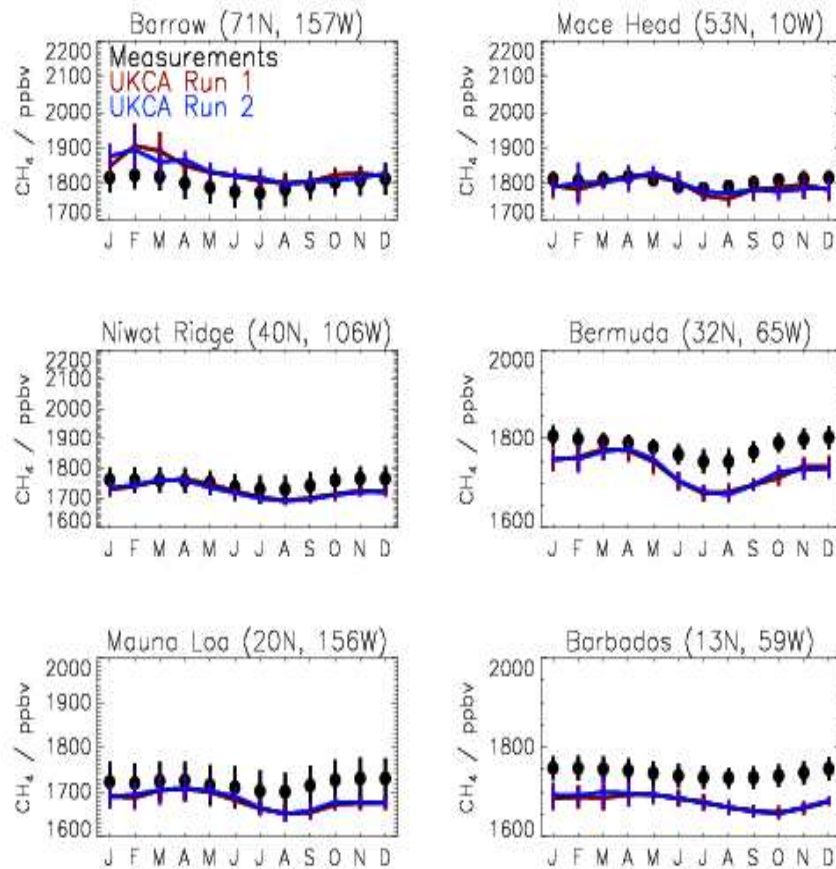 Barrow (71N, 157W)
CH₄ / ppbv
2200
2100
2000
1900
1800
1700
Measurements
UKCA Run 1
UKCA Run 2
J F M A M J J A S O N D
Mace Head (53N, 10W)
CH₄ / ppbv
2200
2100
2000
1900
1800
1700
J F M A M J J A S O N D
Niwot Ridge (40N, 106W)
CH₄ / ppbv
2200
2100
2000
1900
1800
1700
1600
J F M A M J J A S O N D
Bermuda (32N, 65W)
CH₄ / ppbv
2000
1800
1600
J F M A M J J A S O N D
Mauna Loa (20N, 156W)
CH₄ / ppbv
2000
1900
1800
1700
1600
J F M A M J J A S O N D
Barbados (13N, 59W)
CH₄ / ppbv
2000
1800
1600
J F M A M J J A S O N D